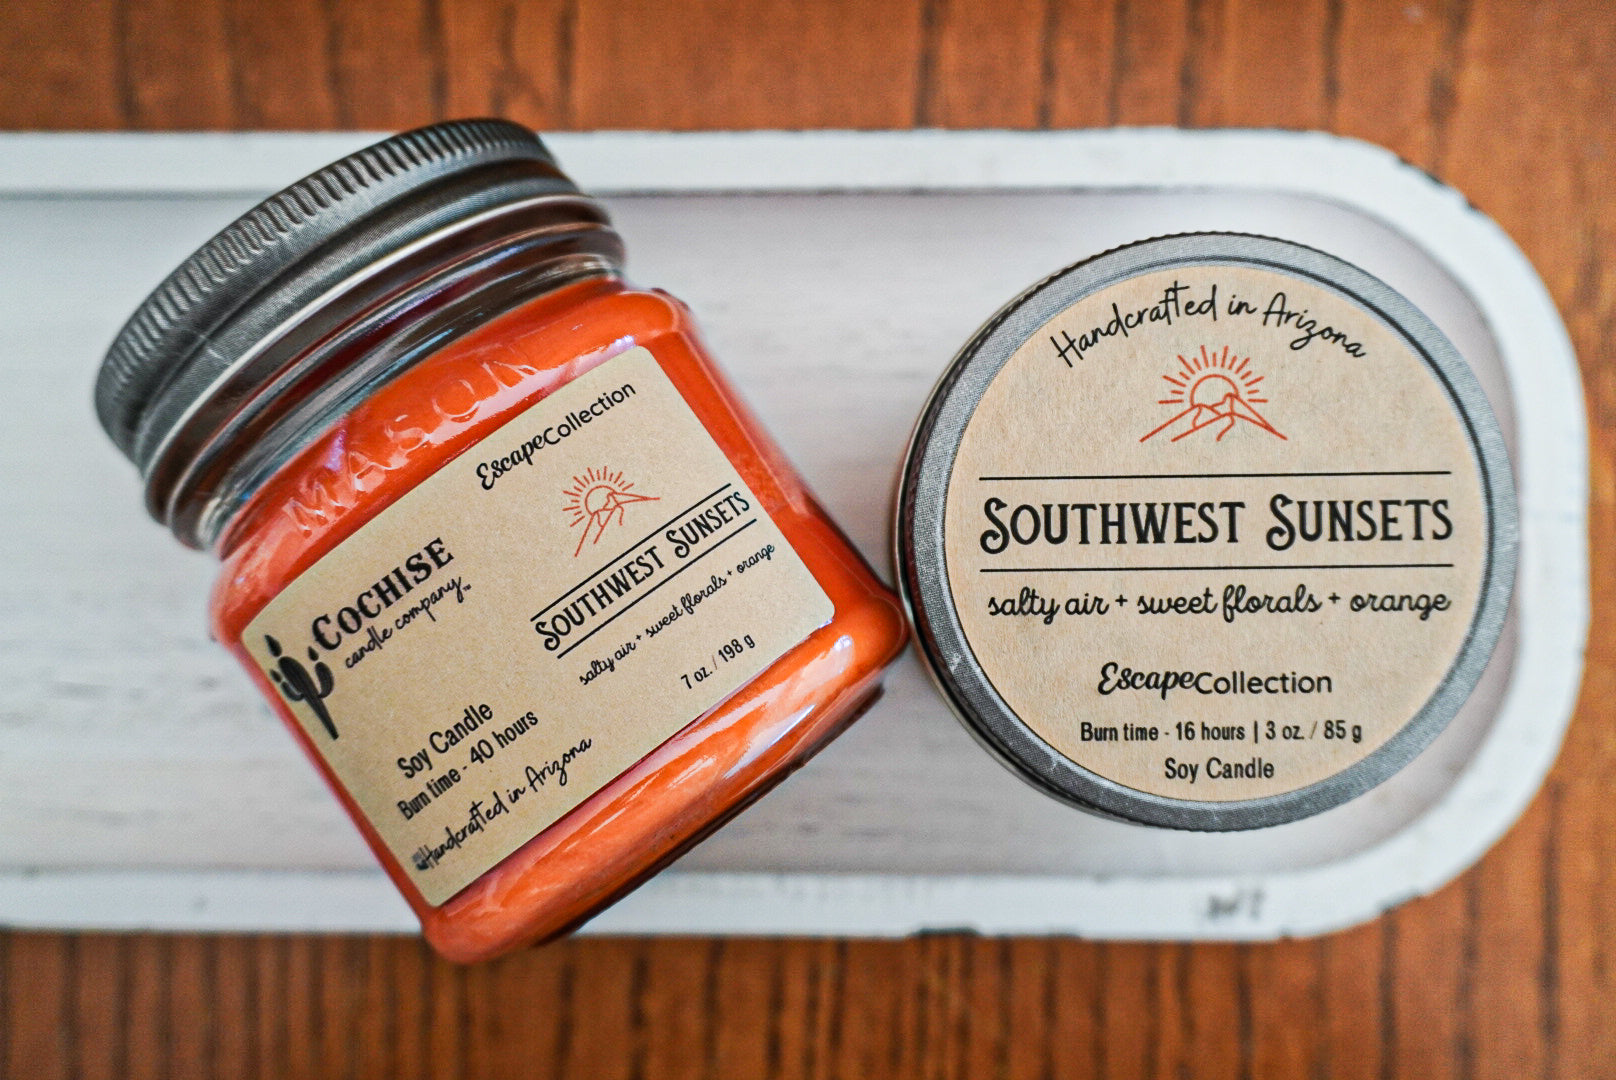 MASON
EscapeCollection
COCHISE
candle company™
SOUTHWEST SUNSETS
salty air + sweet florals + orange
7 oz. / 198 g
Soy Candle
Burn time - 40 hours
Handcrafted in Arizona
Handcrafted in Arizona
SOUTHWEST SUNSETS
salty air + sweet florals + orange
EscapeCollection
Burn time - 16 hours | 3 oz. / 85 g
Soy Candle